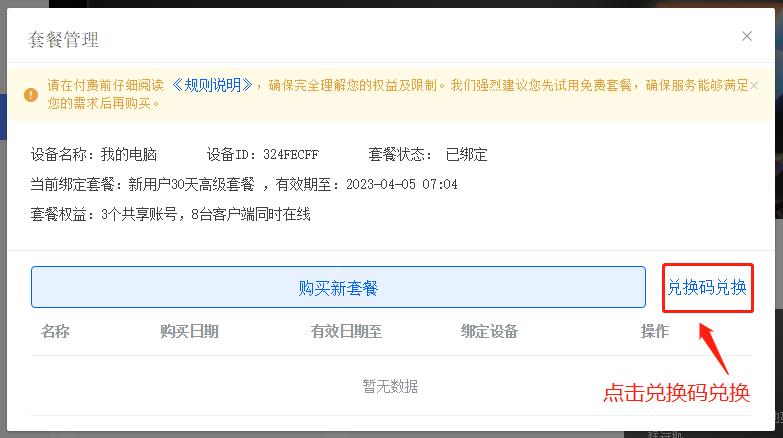 套餐管理
请在付费前仔细阅读 《规则说明》，确保完全理解您的权益及限制。我们强烈建议您先试用免费套餐，确保服务能够满足
您的需求后再购买。
设备名称：我的电脑 设备ID：324FECFF 套餐状态： 已绑定
当前绑定套餐：新用户30天高级套餐 ，有效期至：2023-04-05 07:04
套餐权益：3个共享账号，8台客户端同时在线
购买新套餐 兑换码兑换
名称 购买日期 有效日期至 绑定设备 操作
暂无数据
点击兑换码兑换